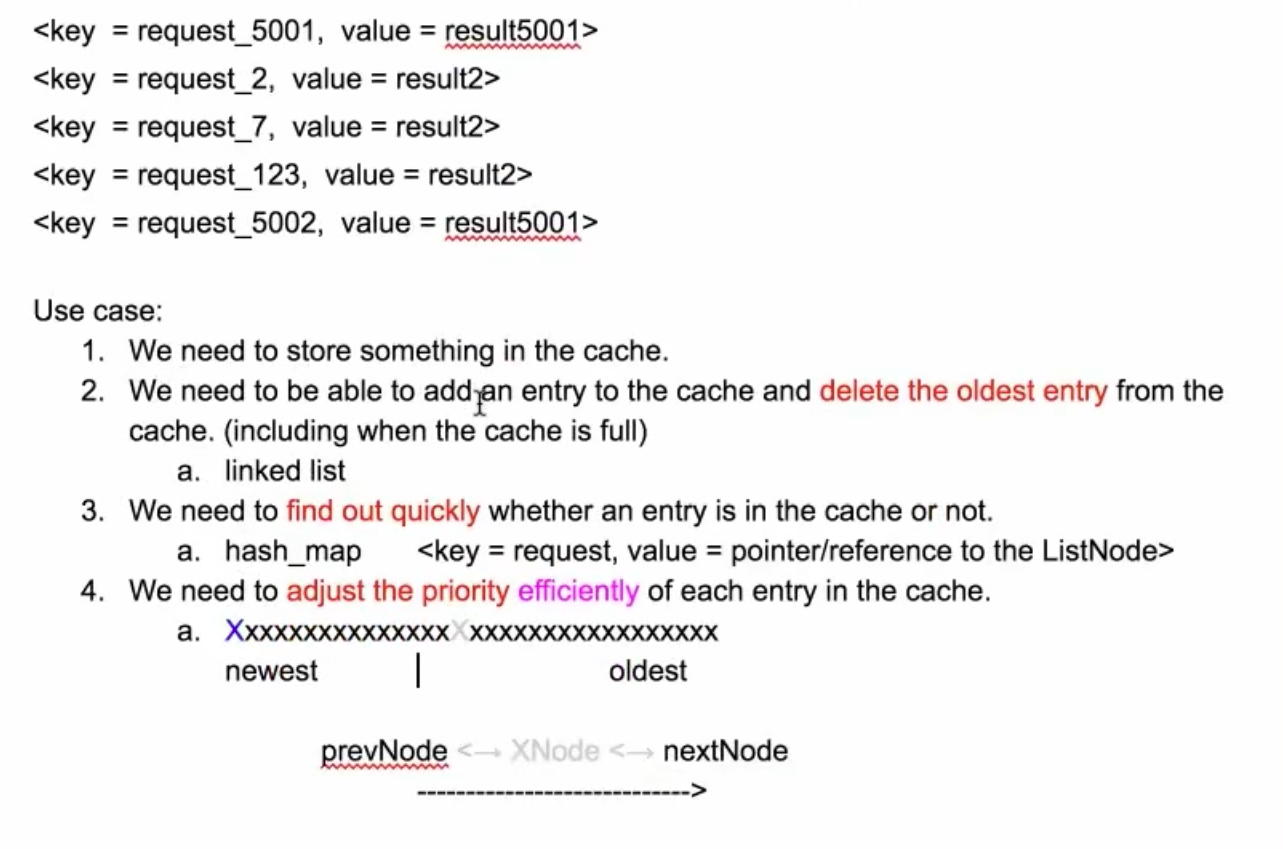 <key = request_5001, value = result5001>
<key = request_2, value = result2>
<key = request_7, value = result2>
<key = request_123, value = result2>
<key = request_5002, value = result5001>
Use case:
1. We need to store something in the cache.
2. We need to be able to add an entry to the cache and delete the oldest entry from the
cache. (including when the cache is full)
a. linked list
3. We need to find out quickly whether an entry is in the cache or not.
a. hash_map <key = request, value = pointer/reference to the ListNode>
4. We need to adjust the priority efficiently of each entry in the cache.
a. XxxxxxxxxxxxxxxXxxxxxxxxxxxxxxxxx
newest | oldest
prevNode <--> XNode <--> nextNode
---------------------------->